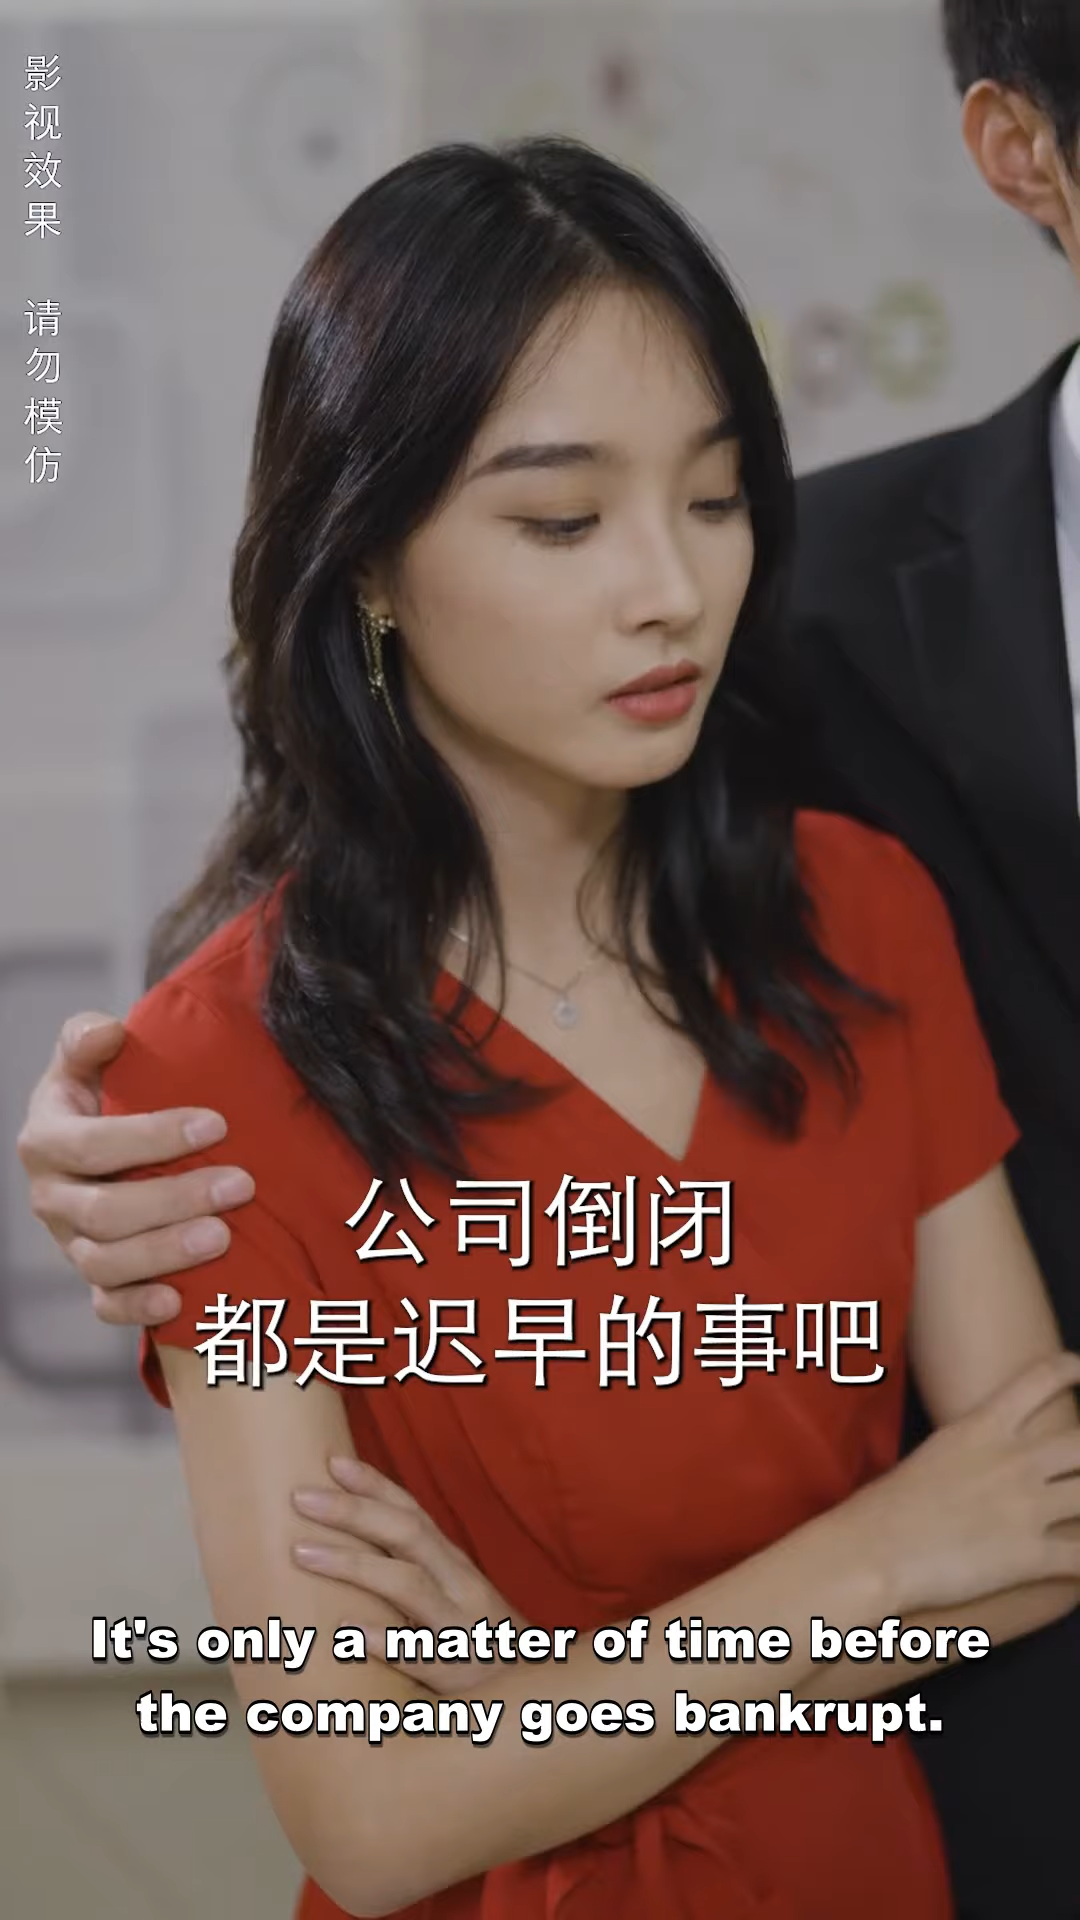 影视效果 请勿模仿
公司倒闭
都是迟早的事吧
It's only a matter of time before
the company goes bankrupt.